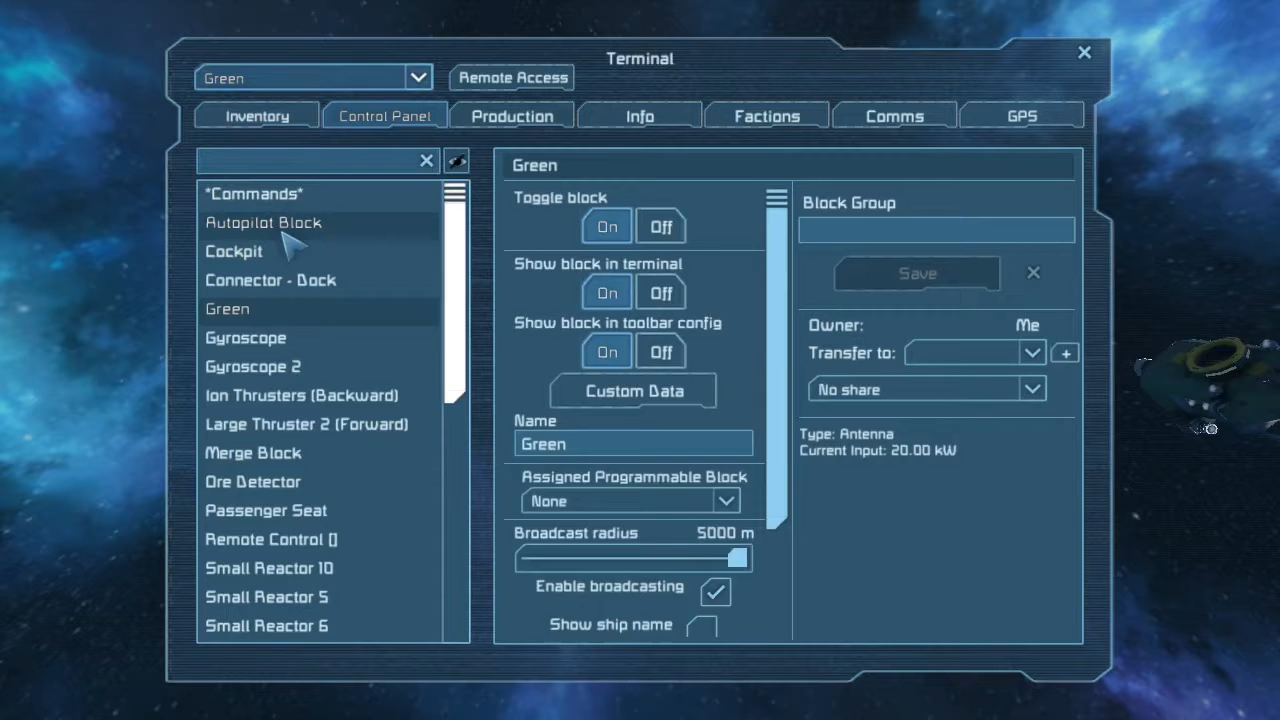 Terminal
Green
Remote Access
Inventory
Control Panel
Production
Info
Factions
Comms
GPS
*Commands*
Autopilot Block
Cockpit
Connector - Dock
Green
Gyroscope
Gyroscope 2
Ion Thrusters (Backward)
Large Thruster 2 (Forward)
Merge Block
Ore Detector
Passenger Seat
Remote Control []
Small Reactor 10
Small Reactor 5
Small Reactor 6
Green
Toggle block
On Off
Show block in terminal
On Off
Show block in toolbar config
On Off
Custom Data
Name
Green
Assigned Programmable Block
None
Broadcast radius 5000 m
Enable broadcasting
Show ship name
Block Group
Save
Owner: Me
Transfer to:
No share
Type: Antenna
Current Input: 20.00 kW